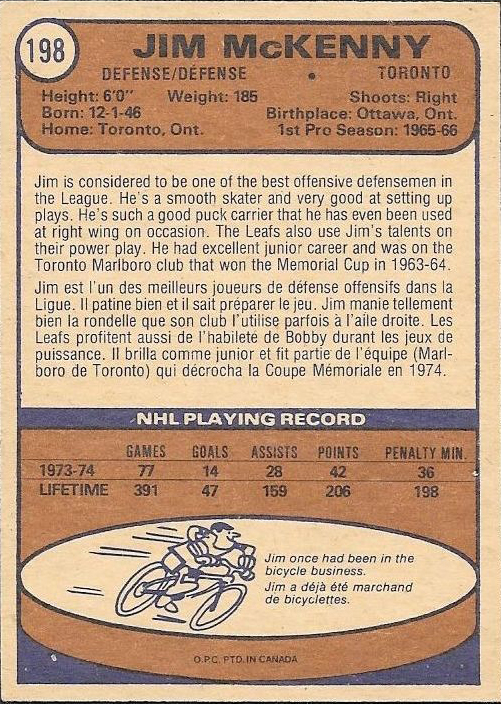 198
JIM McKENNY
DEFENSE/DÉFENSE • TORONTO
Height: 6'0" Weight: 185 Shoots: Right
Born: 12-1-46 Birthplace: Ottawa, Ont.
Home: Toronto, Ont. 1st Pro Season: 1965-66
Jim is considered to be one of the best offensive defensemen in
the League. He's a smooth skater and very good at setting up
plays. He's such a good puck carrier that he has even been used
at right wing on occasion. The Leafs also use Jim's talents on
their power play. He had excellent junior career and was on the
Toronto Marlboro club that won the Memorial Cup in 1963-64.
Jim est l'un des meilleurs joueurs de défense offensifs dans la
Ligue. Il patine bien et il sait préparer le jeu. Jim manie tellement
bien la rondelle que son club l'utilise parfois à l'aile droite. Les
Leafs profitent aussi de l'habileté de Bobby durant les jeux de
puissance. Il brilla comme junior et fit partie de l'équipe (Marl-
boro de Toronto) qui décrocha la Coupe Mémoriale en 1974.
NHL PLAYING RECORD
GAMES GOALS ASSISTS POINTS PENALTY MIN.
1973-74 77 14 28 42 36
LIFETIME 391 47 159 206 198
Jim once had been in the
bicycle business.
Jim a déjà été marchand
de bicyclettes.
O.P.C. PTD. IN CANADA